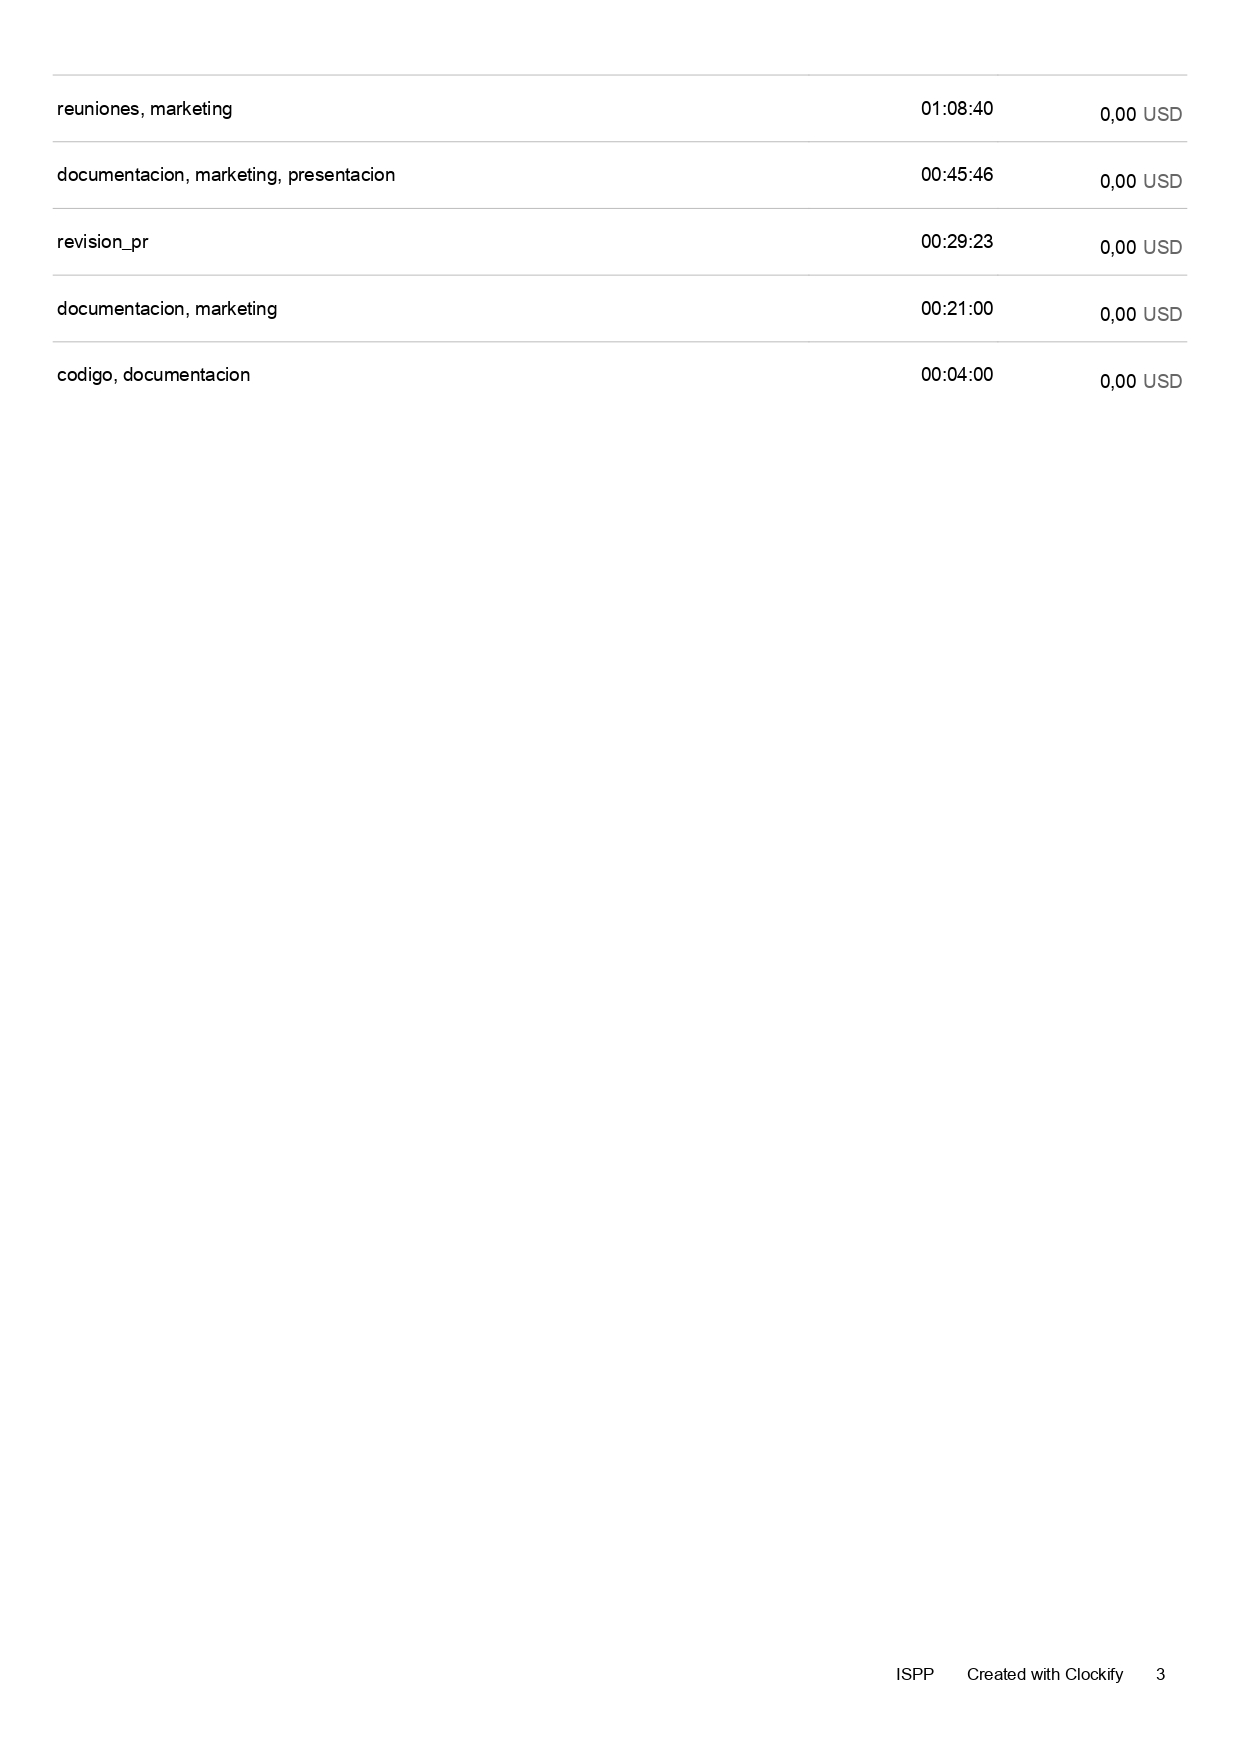 reuniones, marketing 01:08:40 0,00 USD
documentacion, marketing, presentacion 00:45:46 0,00 USD
revision_pr 00:29:23 0,00 USD
documentacion, marketing 00:21:00 0,00 USD
codigo, documentacion 00:04:00 0,00 USD
ISPP Created with Clockify 3